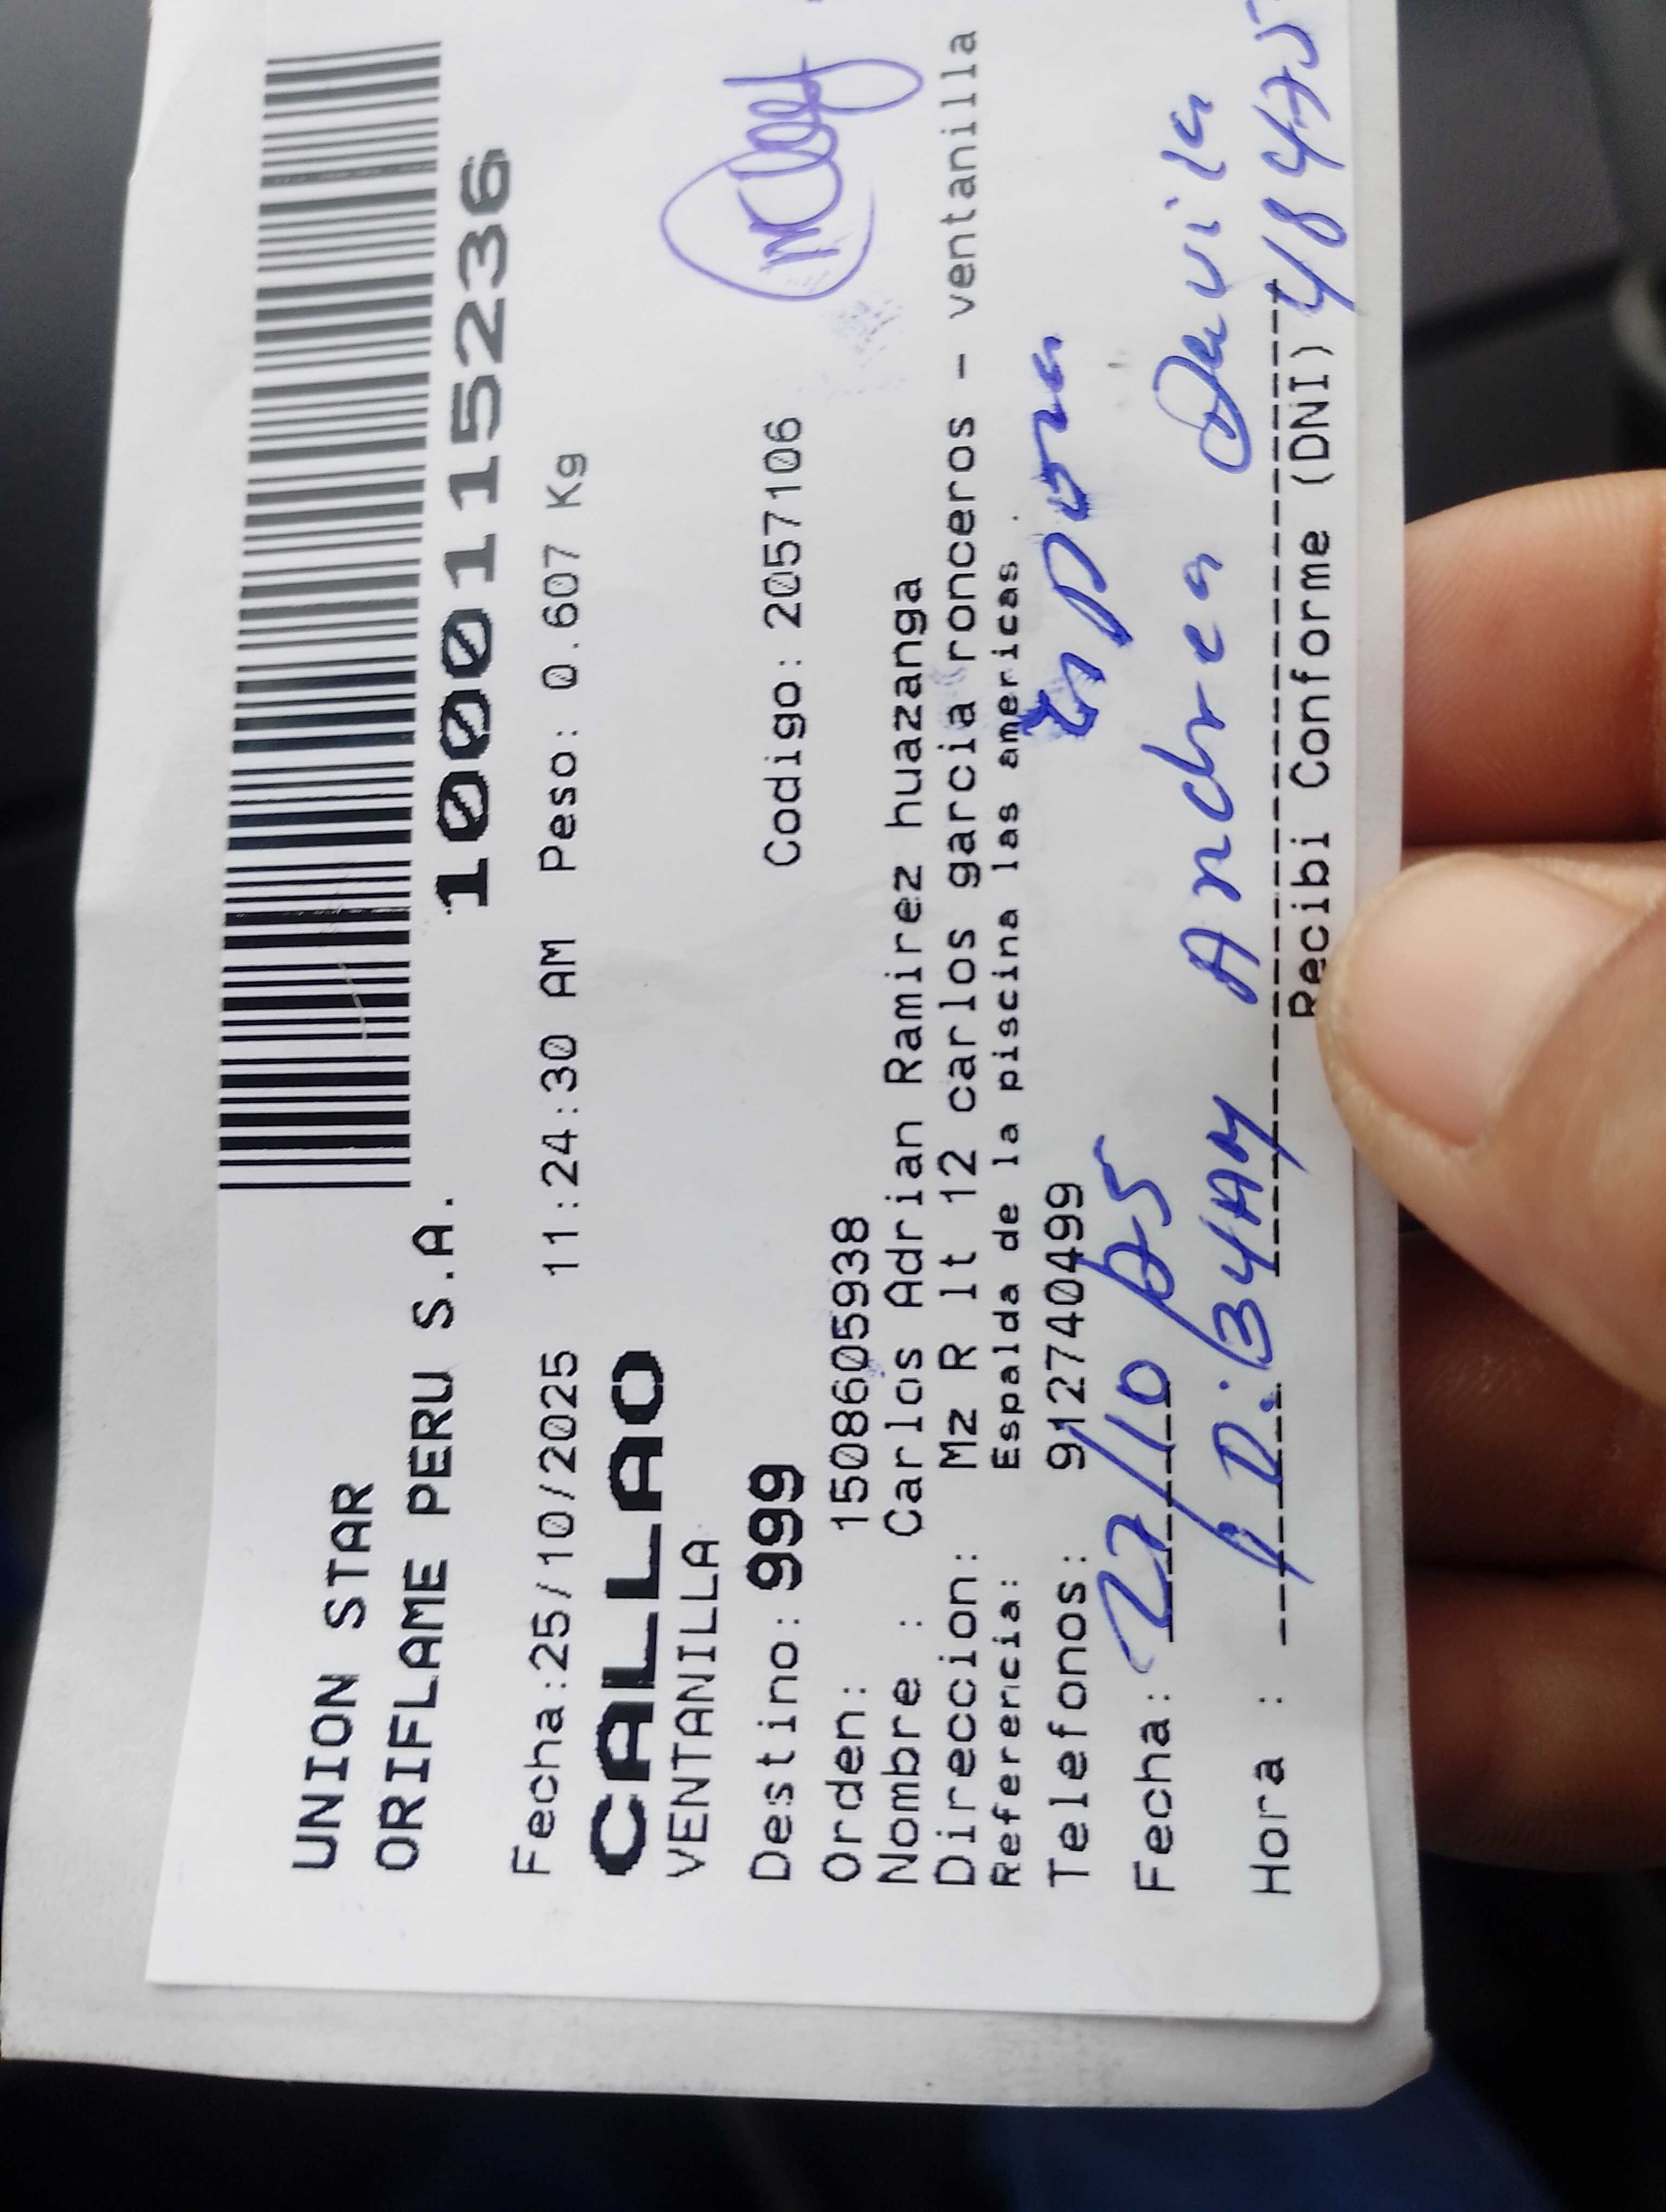 UNION STAR
ORIFLAME PERU S.A.
1000115236
Fecha:25/10/2025 11:24:30 AM Peso: 0.607 Kg
CALLAO
VENTANILLA
Destino: 999 Codigo: 2057106
Orden: 1508605938
Nombre : Carlos Adrian Ramirez huazanga
Direccion: Mz R lt 12 carlos garcia ronceros - ventanilla
Referencia: Espalda de la piscina las americas.
Telefonos: 912740499
Fecha: 27/10/25
Hora : Andrea Davila
Recibi Conforme (DNI)